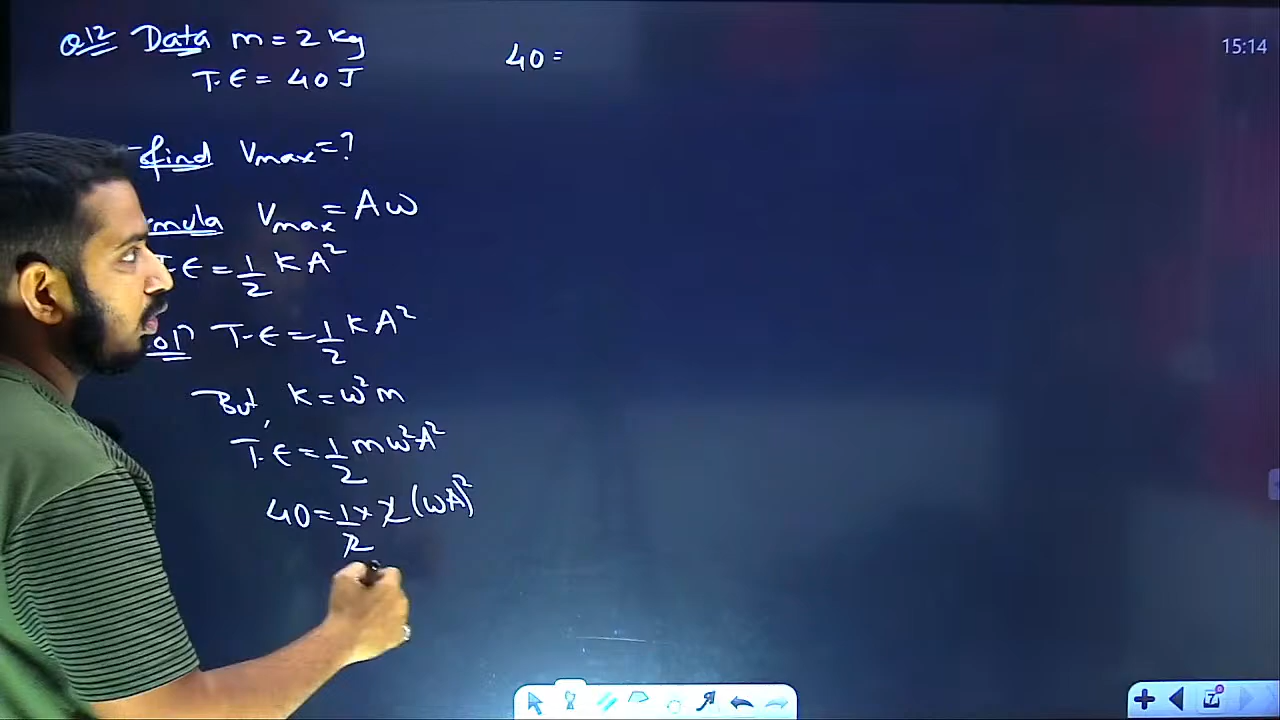 Q12 Data m = 2 Kg
T.E = 40 J
find Vmax = ?
Vmax = Aω
E = 1/2 KA²
T.E = 1/2 KA²
But, K = ω²m
T.E = 1/2 mω²A²
40 = 1/2 × 2 (ωA)²
40 =
15:14